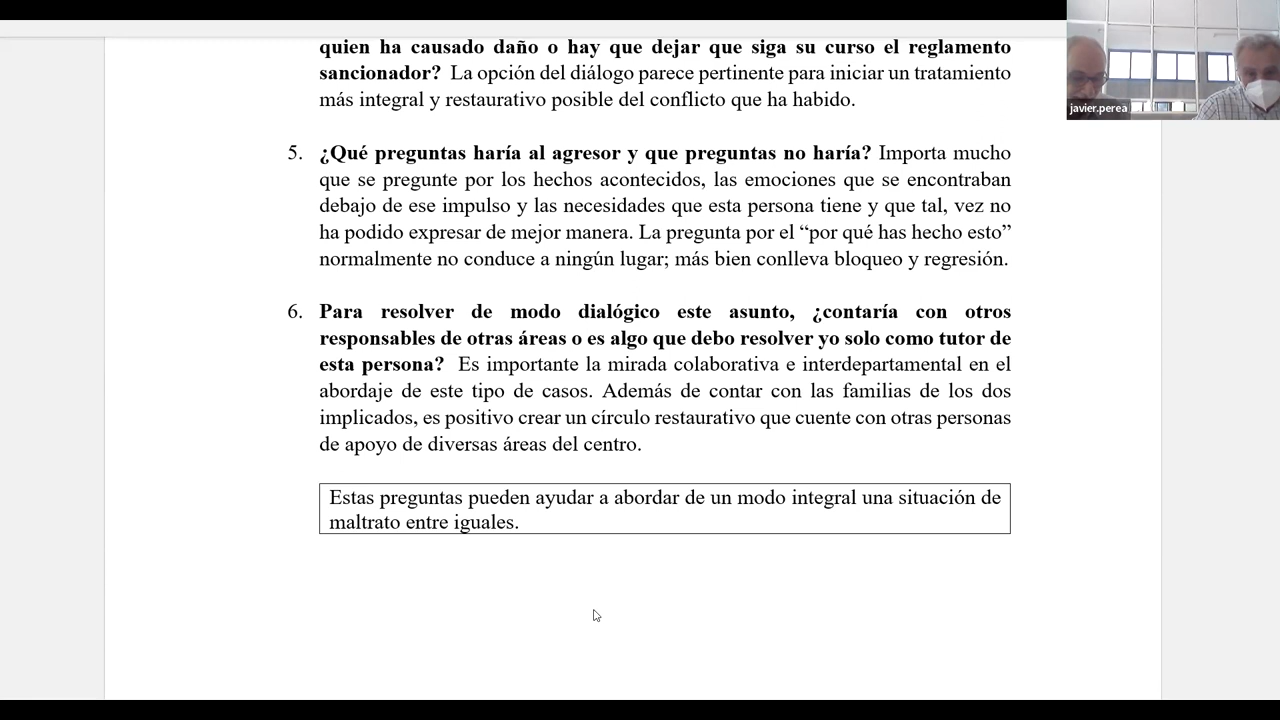 quien ha causado daño o hay que dejar que siga su curso el reglamento
sancionador? La opción del diálogo parece pertinente para iniciar un tratamiento
más integral y restaurativo posible del conflicto que ha habido.
5. ¿Qué preguntas haría al agresor y que preguntas no haría? Importa mucho
que se pregunte por los hechos acontecidos, las emociones que se encontraban
debajo de ese impulso y las necesidades que esta persona tiene y que tal, vez no
ha podido expresar de mejor manera. La pregunta por el “por qué has hecho esto”
normalmente no conduce a ningún lugar; más bien conlleva bloqueo y regresión.
6. Para resolver de modo dialógico este asunto, ¿contaría con otros
responsables de otras áreas o es algo que debo resolver yo solo como tutor de
esta persona? Es importante la mirada colaborativa e interdepartamental en el
abordaje de este tipo de casos. Además de contar con las familias de los dos
implicados, es positivo crear un círculo restaurativo que cuente con otras personas
de apoyo de diversas áreas del centro.
Estas preguntas pueden ayudar a abordar de un modo integral una situación de
maltrato entre iguales.
javier.perea